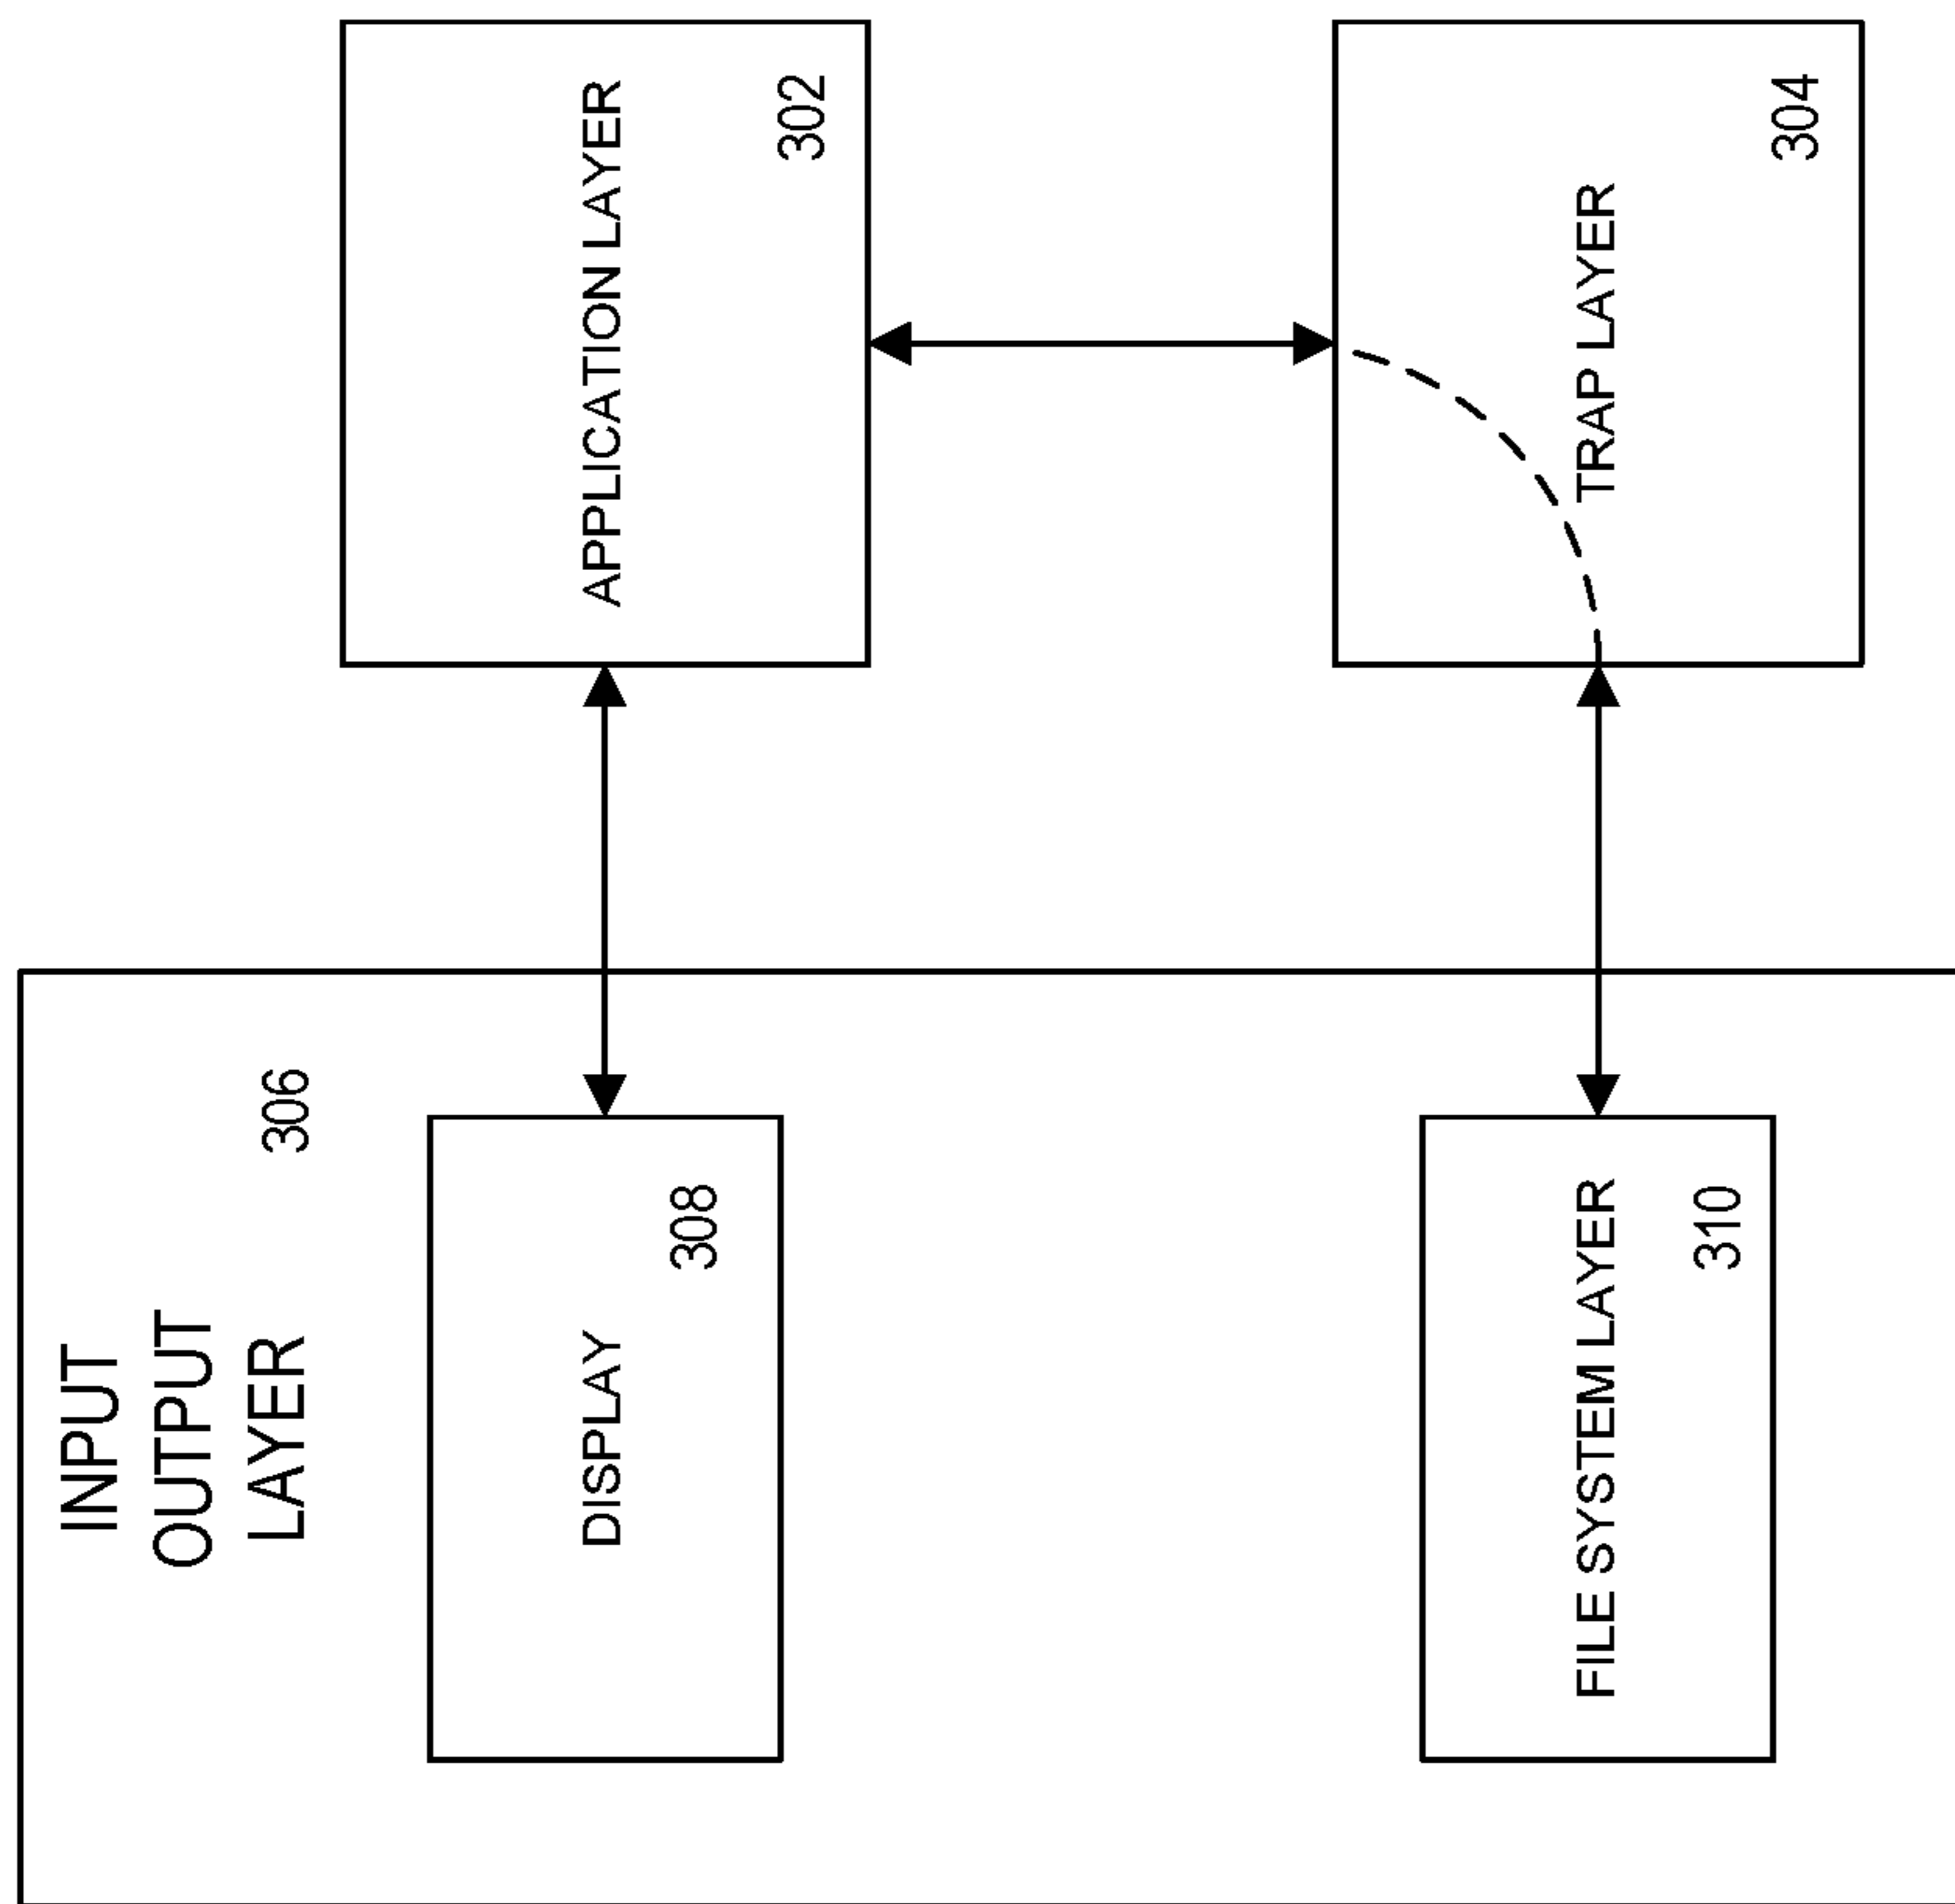 INPUT
OUTPUT
LAYER
306
DISPLAY
308
FILE SYSTEM LAYER
310
APPLICATION LAYER
302
TRAP LAYER
304